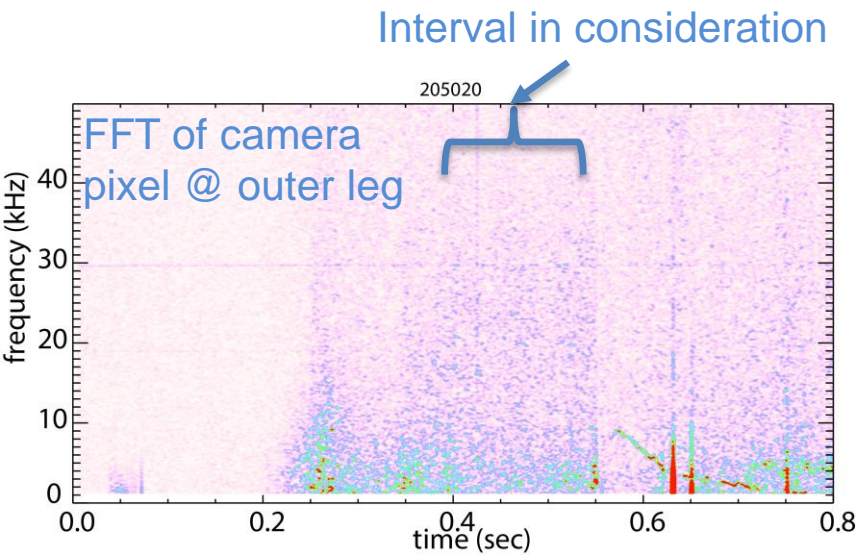 Interval in consideration
205020
FFT of camera
pixel @ outer leg
frequency (kHz)
40
30
20
10
0
0.0
0.2
0.4
0.6
0.8
time (sec)